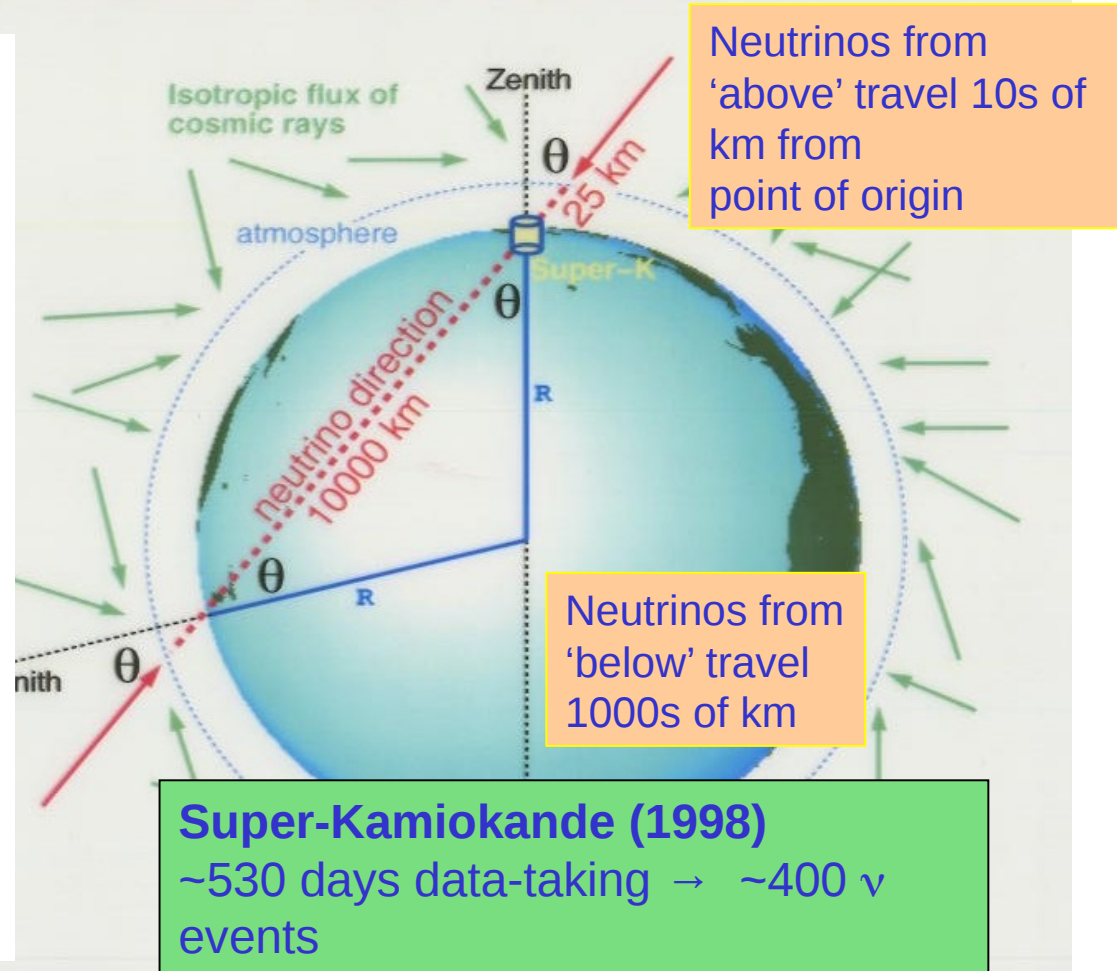 Neutrinos from
‘above’ travel 10s of
km from
point of origin
Zenith
Isotropic flux of
cosmic rays
θ
25 km
atmosphere
Super-K
θ
neutrino direction
10000 km
R
θ
R
θ
nith
Neutrinos from
‘below’ travel
1000s of km
Super-Kamiokande (1998)
~530 days data-taking → ~400 ν
events